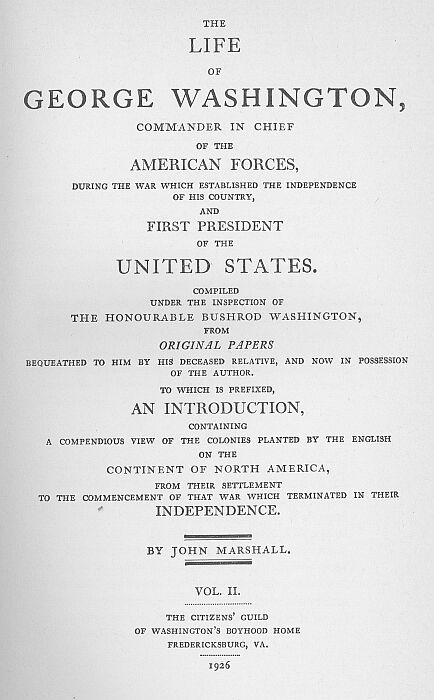 THE
LIFE
OF
GEORGE WASHINGTON,
COMMANDER IN CHIEF
OF THE
AMERICAN FORCES,
DURING THE WAR WHICH ESTABLISHED THE INDEPENDENCE
OF HIS COUNTRY,
AND
FIRST PRESIDENT
OF THE
UNITED STATES.
COMPILED
UNDER THE INSPECTION OF
THE HONOURABLE BUSHROD WASHINGTON,
FROM
ORIGINAL PAPERS
BEQUEATHED TO HIM BY HIS DECEASED RELATIVE, AND NOW IN POSSESSION
OF THE AUTHOR.
TO WHICH IS PREFIXED,
AN INTRODUCTION,
CONTAINING
A COMPENDIOUS VIEW OF THE COLONIES PLANTED BY THE ENGLISH
ON THE
CONTINENT OF NORTH AMERICA,
FROM THEIR SETTLEMENT
TO THE COMMENCEMENT OF THAT WAR WHICH TERMINATED IN THEIR
INDEPENDENCE.
BY JOHN MARSHALL.
VOL. II.
THE CITIZENS' GUILD
OF WASHINGTON'S BOYHOOD HOME
FREDERICKSBURG, VA.
1926